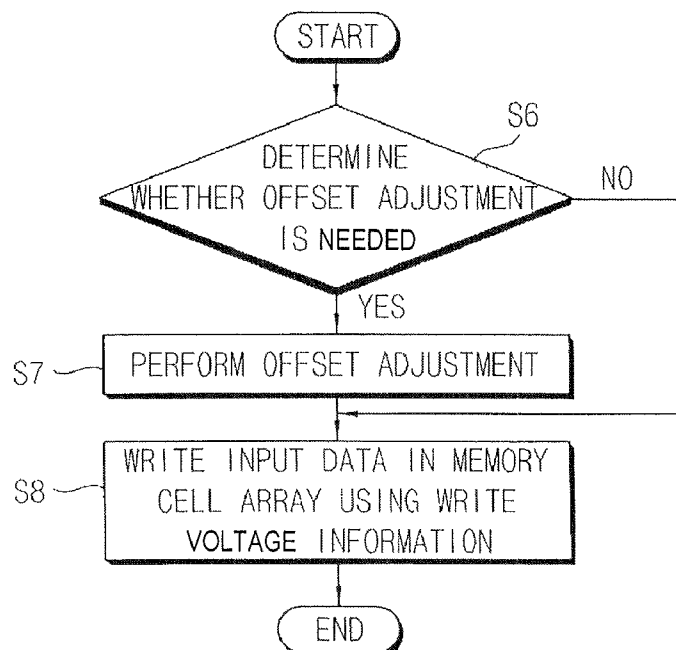 START
S6
DETERMINE
WHETHER OFFSET ADJUSTMENT
IS NEEDED
NO
YES
S7
PERFORM OFFSET ADJUSTMENT
S8
WRITE INPUT DATA IN MEMORY
CELL ARRAY USING WRITE
VOLTAGE INFORMATION
END